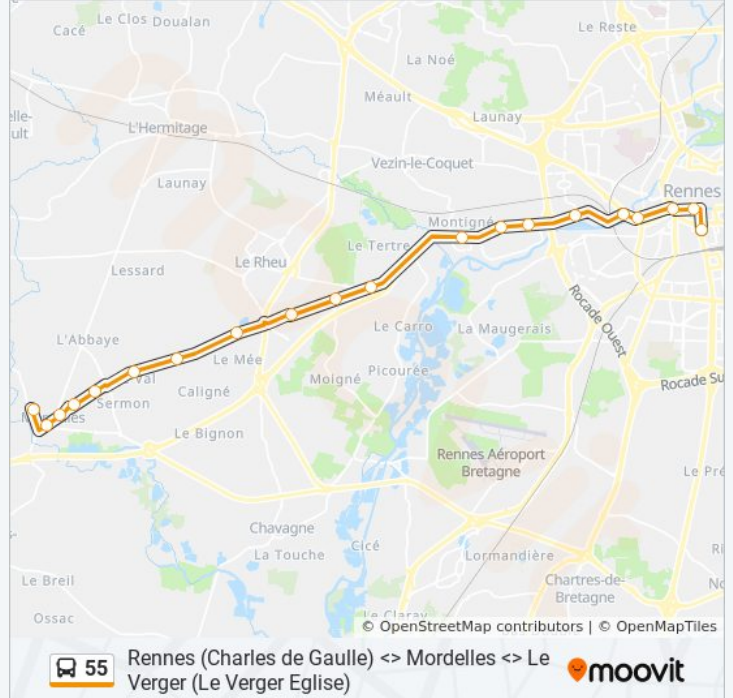 Le Clos Doualan
Cacé
Le Reste
La Noé
Méault
Launay
L'Hermitage
Vezin-le-Coquet
Launay
Rennes
Montigné
Le Tertre
Le Rheu
Lessard
Rocade Ouest
Le Carro
La Maugerais
L'Abbaye
Le Mée
Picourée
Moigné
Rocade Su
Caligné
Sermon
Le Bignon
Rennes Aéroport
Bretagne
Le Pré
Chavagne
La Touche
Cicé
Lormandière
Le Breil
Chartres-de-
Bretagne
Ossac
Le Claray
© OpenStreetMap contributors | © OpenMapTiles
55
Rennes (Charles de Gaulle) <> Mordelles <> Le
Verger (Le Verger Eglise)
moovit